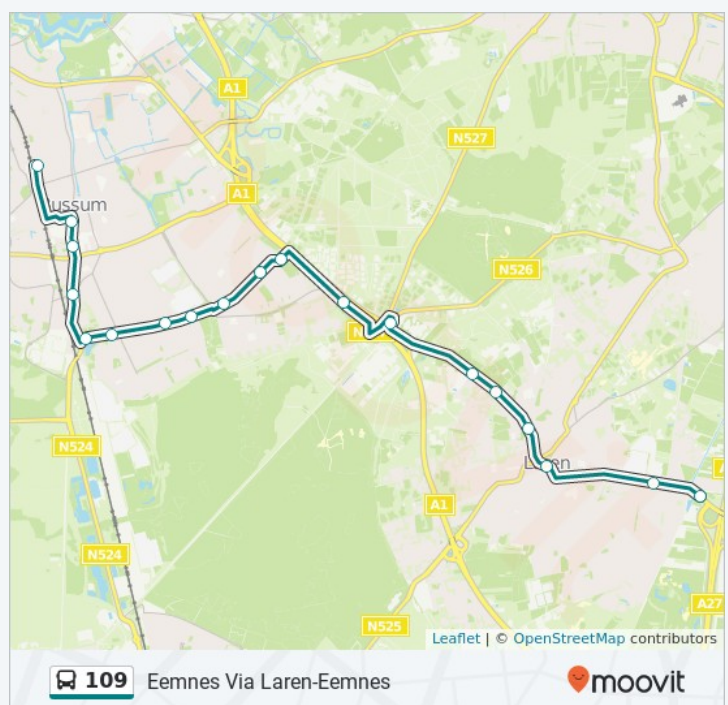 A1
N527
A1
ussum
N526
N
Laren
N524
A1
A
N524
A27
N525
Leaflet | © OpenStreetMap contributors
109 Eemnes Via Laren-Eemnes
moovit